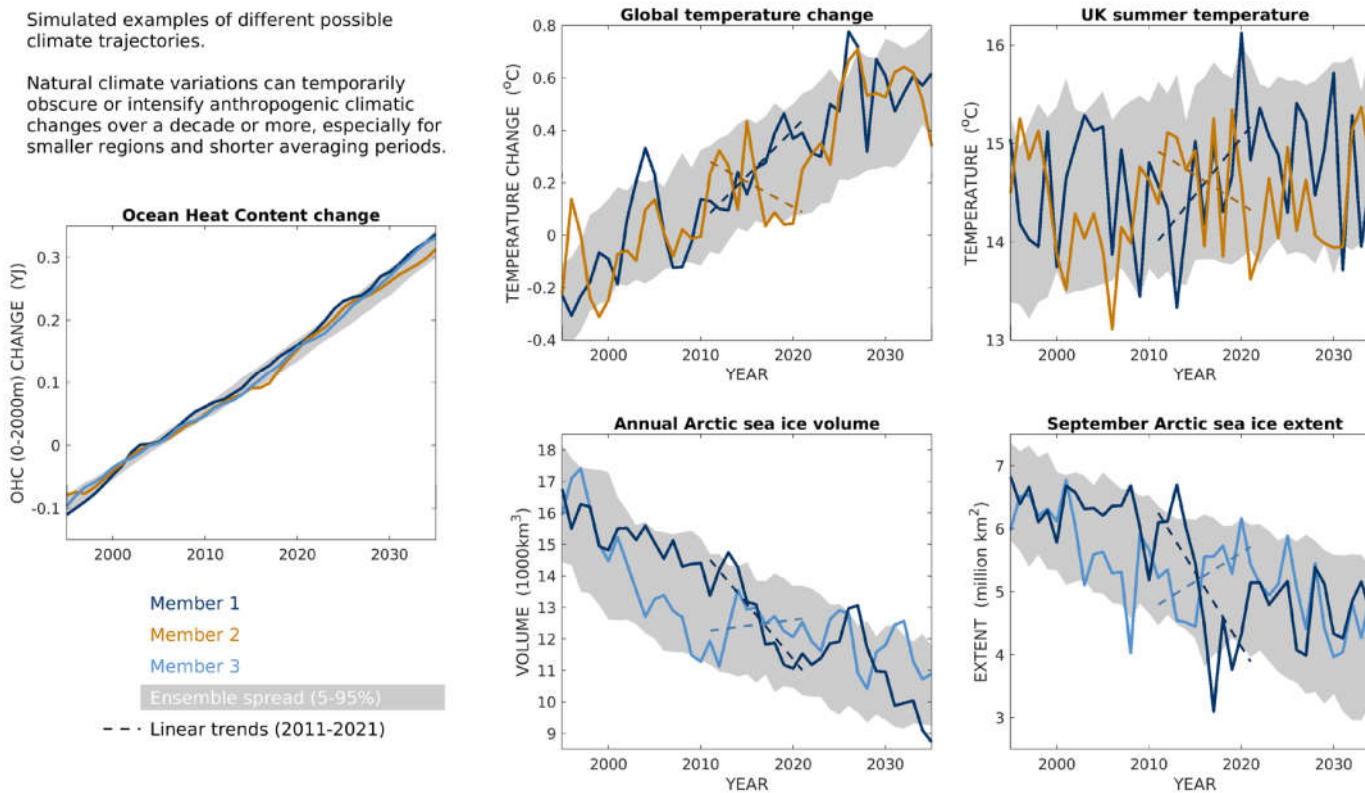 Simulated examples of different possible
climate trajectories.
Natural climate variations can temporarily
obscure or intensify anthropogenic climatic
changes over a decade or more, especially for
smaller regions and shorter averaging periods.
Ocean Heat Content change
OHC (0-2000m) CHANGE (YJ)
0.3
0.2
0.1
0
-0.1
2000 2010 2020 2030
Member 1
Member 2
Member 3
Ensemble spread (5-95%)
Linear trends (2011-2021)
Global temperature change
TEMPERATURE CHANGE (°C)
0.8
0.6
0.4
0.2
0
-0.2
-0.4
2000 2010 2020 2030
YEAR
UK summer temperature
TEMPERATURE (°C)
16
15
14
13
2000 2010 2020 2030
YEAR
Annual Arctic sea ice volume
VOLUME (1000km³)
18
17
16
15
14
13
12
11
10
9
2000 2010 2020 2030
YEAR
September Arctic sea ice extent
EXTENT (million km²)
7
6
5
4
3
2000 2010 2020 2030
YEAR